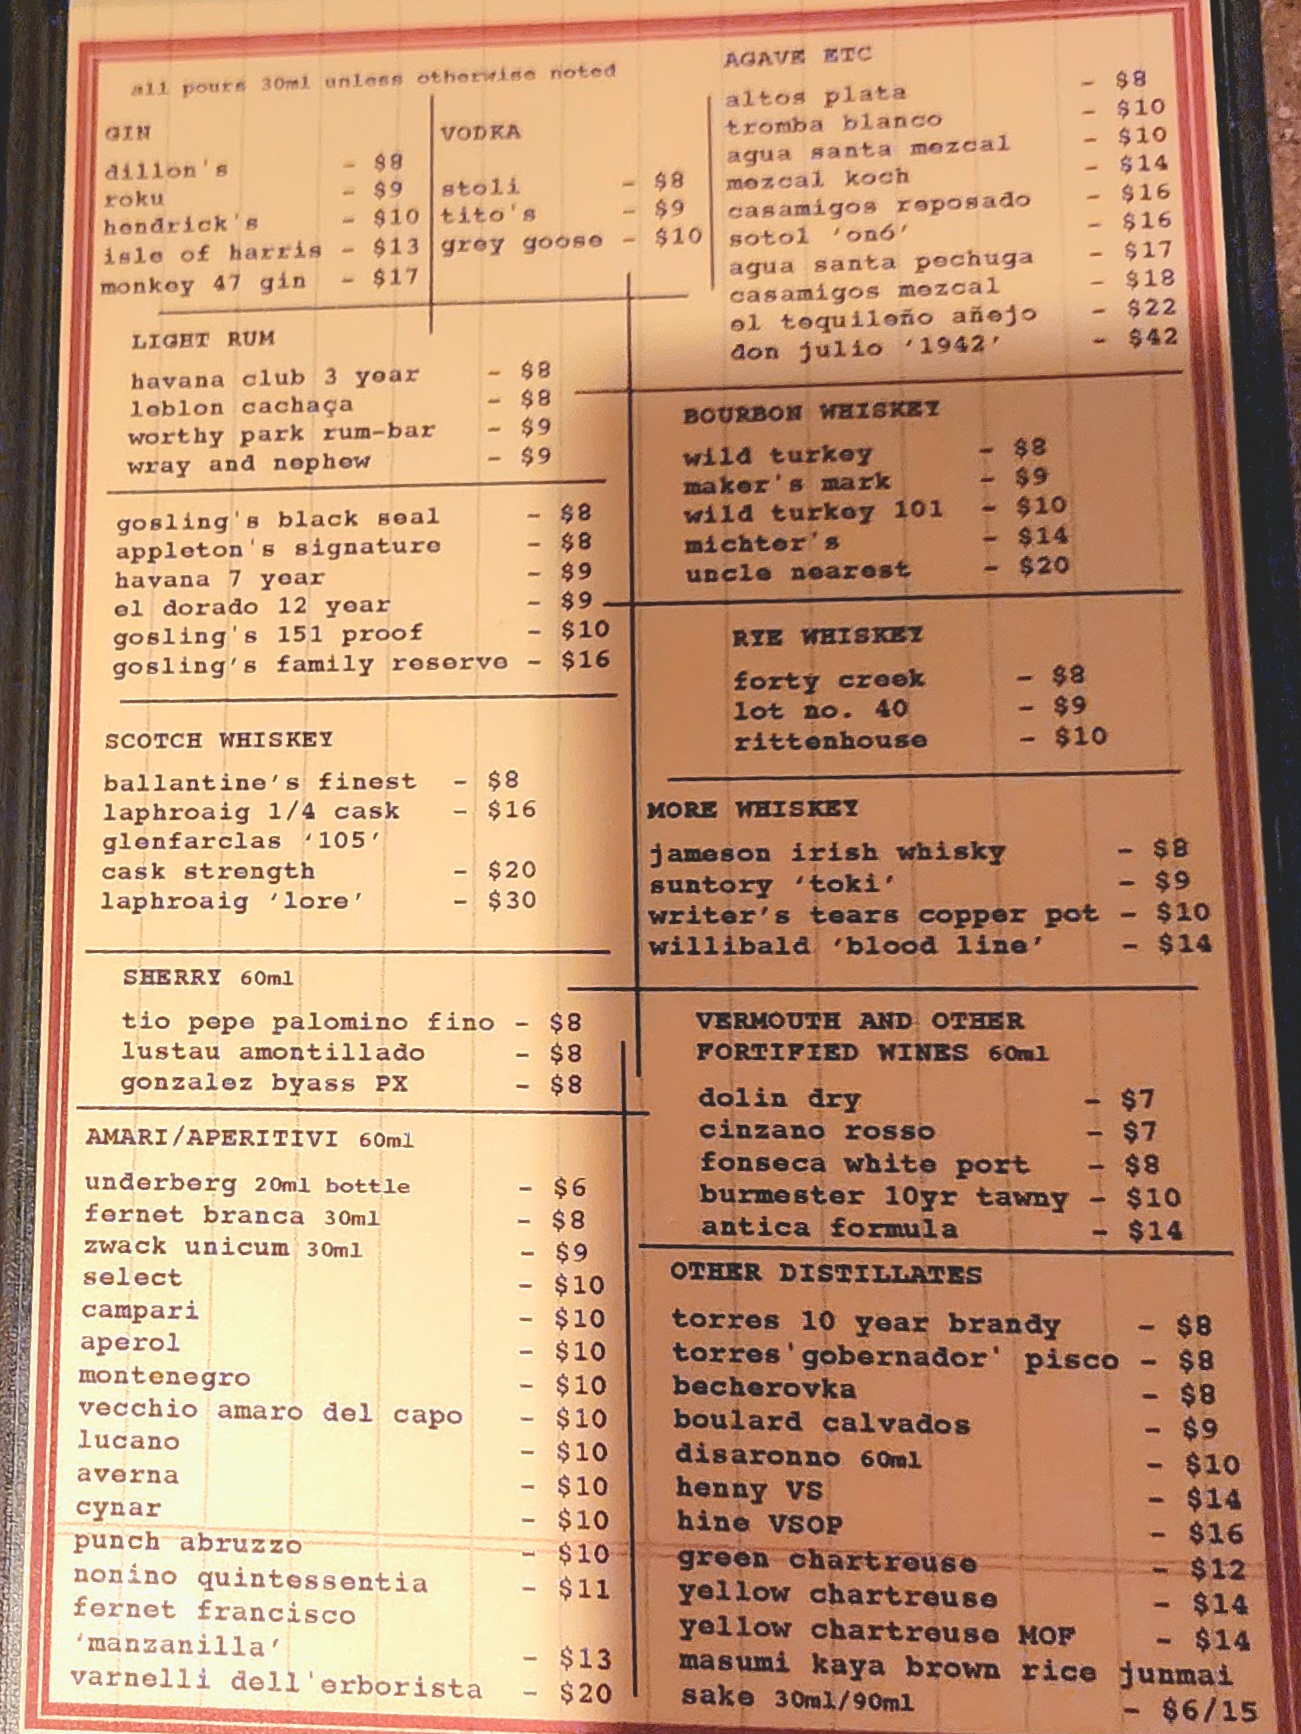 all pours 30ml unless otherwise noted
GIN
dillon's - $8
roku - $9
hendrick's - $10
isle of harris - $13
monkey 47 gin - $17
VODKA
stoli - $8
tito's - $9
grey goose - $10
LIGHT RUM
havana club 3 year - $8
leblon cachaça - $8
worthy park rum-bar - $9
wray and nephew - $9
gosling's black seal - $8
appleton's signature - $8
havana 7 year - $9
el dorado 12 year - $9
gosling's 151 proof - $10
gosling's family reserve - $16
SCOTCH WHISKEY
ballantine's finest - $8
laphroaig 1/4 cask - $16
glenfarclas '105'
cask strength - $20
laphroaig 'lore' - $30
SHERRY 60ml
tio pepe palomino fino - $8
lustau amontillado - $8
gonzalez byass PX - $8
AMARI/APERITIVI 60ml
underberg 20ml bottle - $6
fernet branca 30ml - $8
zwack unicum 30ml - $9
select - $10
campari - $10
aperol - $10
montenegro - $10
vecchio amaro del capo - $10
lucano - $10
averna - $10
cynar - $10
punch abruzzo - $10
nonino quintessentia - $11
fernet francisco
'manzanilla' - $13
varnelli dell'erborista - $20
AGAVE ETC
altos plata - $8
tromba blanco - $10
agua santa mezcal - $10
mezcal koch - $14
casamigos reposado - $16
sotol 'onó' - $16
agua santa pechuga - $17
casamigos mezcal - $18
el tequileño añejo - $22
don julio '1942' - $42
BOURBON WHISKEY
wild turkey - $8
maker's mark - $9
wild turkey 101 - $10
michter's - $14
uncle nearest - $20
RYE WHISKEY
forty creek - $8
lot no. 40 - $9
rittenhouse - $10
MORE WHISKEY
jameson irish whisky - $8
suntory 'toki' - $9
writer's tears copper pot - $10
willibald 'blood line' - $14
VERMOUTH AND OTHER
FORTIFIED WINES 60ml
dolin dry - $7
cinzano rosso - $7
fonseca white port - $8
burmester 10yr tawny - $10
antica formula - $14
OTHER DISTILLATES
torres 10 year brandy - $8
torres'gobernador' pisco - $8
becherovka - $8
boulard calvados - $9
disaronno 60ml - $10
henny VS - $14
hine VSOP - $16
green chartreuse - $12
yellow chartreuse - $14
yellow chartreuse MOF - $14
masumi kaya brown rice junmai
sake 30ml/90ml - $6/15